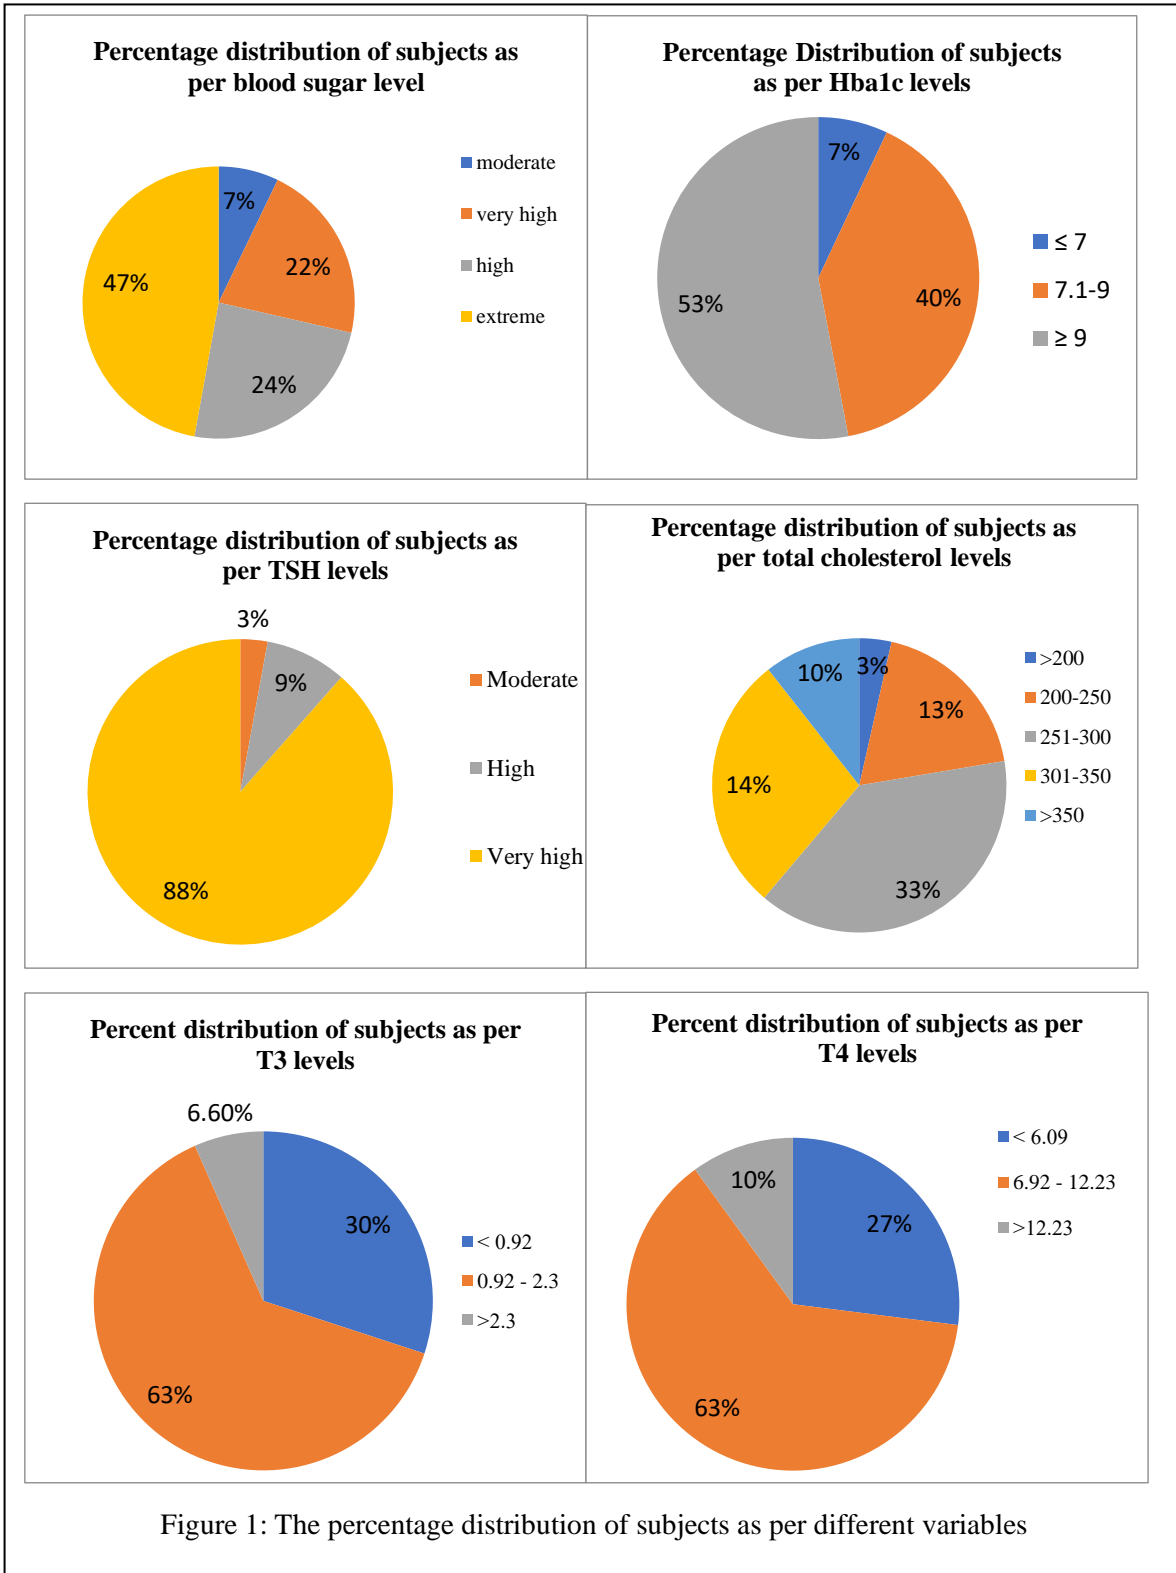 Percentage distribution of subjects as
per blood sugar level
7%
22%
24%
47%
moderate
very high
high
extreme
Percentage Distribution of subjects
as per Hba1c levels
7%
40%
53%
≤ 7
7.1-9
≥ 9
Percentage distribution of subjects as
per TSH levels
3%
9%
88%
Moderate
High
Very high
Percentage distribution of subjects as
per total cholesterol levels
3%
13%
33%
14%
10%
>200
200-250
251-300
301-350
>350
Percent distribution of subjects as per
T3 levels
6.60%
30%
63%
< 0.92
0.92 - 2.3
>2.3
Percent distribution of subjects as per
T4 levels
10%
27%
63%
< 6.09
6.92 - 12.23
>12.23
Figure 1: The percentage distribution of subjects as per different variables